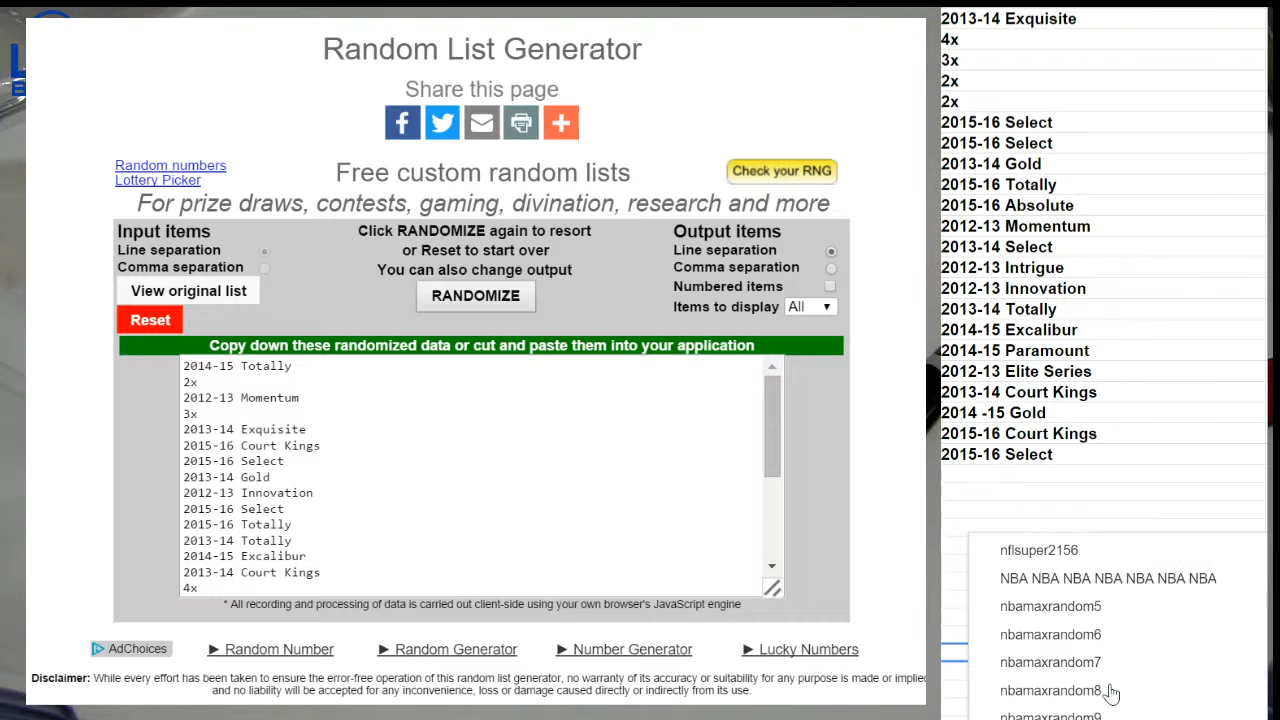 Random List Generator
Share this page
Random numbers
Lottery Picker
Free custom random lists
Check your RNG
For prize draws, contests, gaming, divination, research and more
Input items
Line separation
Comma separation
View original list
Reset
Click RANDOMIZE again to resort
or Reset to start over
You can also change output
RANDOMIZE
Output items
Line separation
Comma separation
Numbered items
Items to display All
Copy down these randomized data or cut and paste them into your application
2014-15 Totally
2x
2012-13 Momentum
3x
2013-14 Exquisite
2015-16 Court Kings
2015-16 Select
2013-14 Gold
2012-13 Innovation
2015-16 Select
2015-16 Totally
2013-14 Totally
2014-15 Excalibur
2013-14 Court Kings
4x
* All recording and processing of data is carried out client-side using your own browser's JavaScript engine
AdChoices
► Random Number
► Random Generator
► Number Generator
► Lucky Numbers
Disclaimer: While every effort has been taken to ensure the error-free operation of this random list generator, no warranty of its accuracy or suitability for any purpose is made or implied
and no liability will be accepted for any inconvenience, loss or damage caused directly or indirectly from its use.
2013-14 Exquisite
4x
3x
2x
2x
2015-16 Select
2015-16 Select
2013-14 Gold
2015-16 Totally
2015-16 Absolute
2012-13 Momentum
2013-14 Select
2012-13 Intrigue
2012-13 Innovation
2013-14 Totally
2014-15 Excalibur
2014-15 Paramount
2012-13 Elite Series
2013-14 Court Kings
2014 -15 Gold
2015-16 Court Kings
2015-16 Select
nflsuper2156
NBA NBA NBA NBA NBA NBA NBA
nbamaxrandom5
nbamaxrandom6
nbamaxrandom7
nbamaxrandom8
nbamaxrandom9